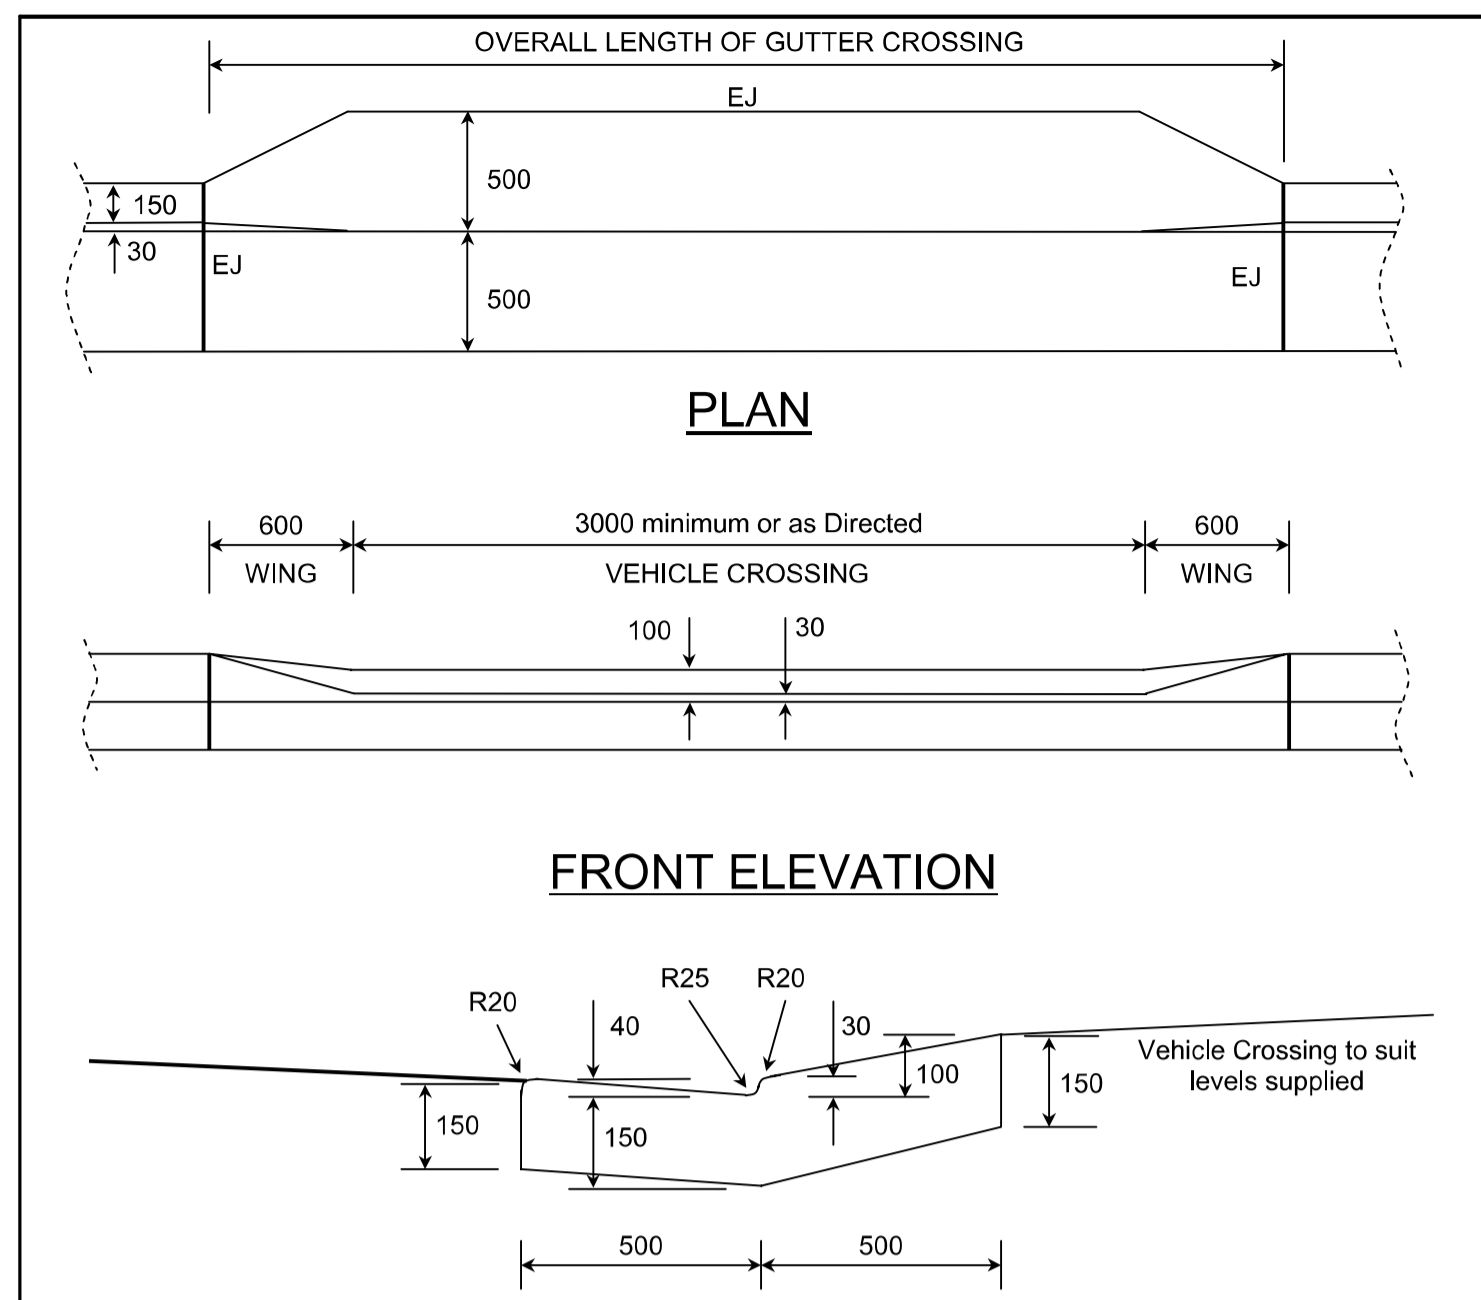 OVERALL LENGTH OF GUTTER CROSSING
EJ
500
150
30
EJ
EJ
500
PLAN
600
3000 minimum or as Directed
600
WING
VEHICLE CROSSING
WING
100
30
FRONT ELEVATION
R25
R20
R20
40
30
Vehicle Crossing to suit
levels supplied
100
150
150
150
500
500